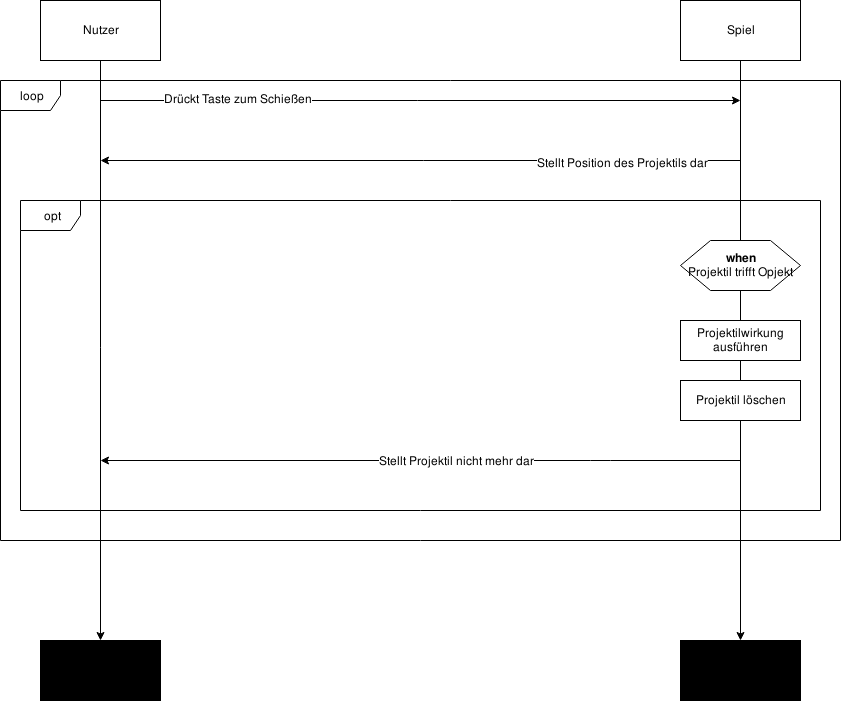 Nutzer
Spiel
loop
Drückt Taste zum Schießen
Stellt Position des Projektils dar
opt
when
Projektil trifft Opjekt
Projektilwirkung
ausführen
Projektil löschen
Stellt Projektil nicht mehr dar